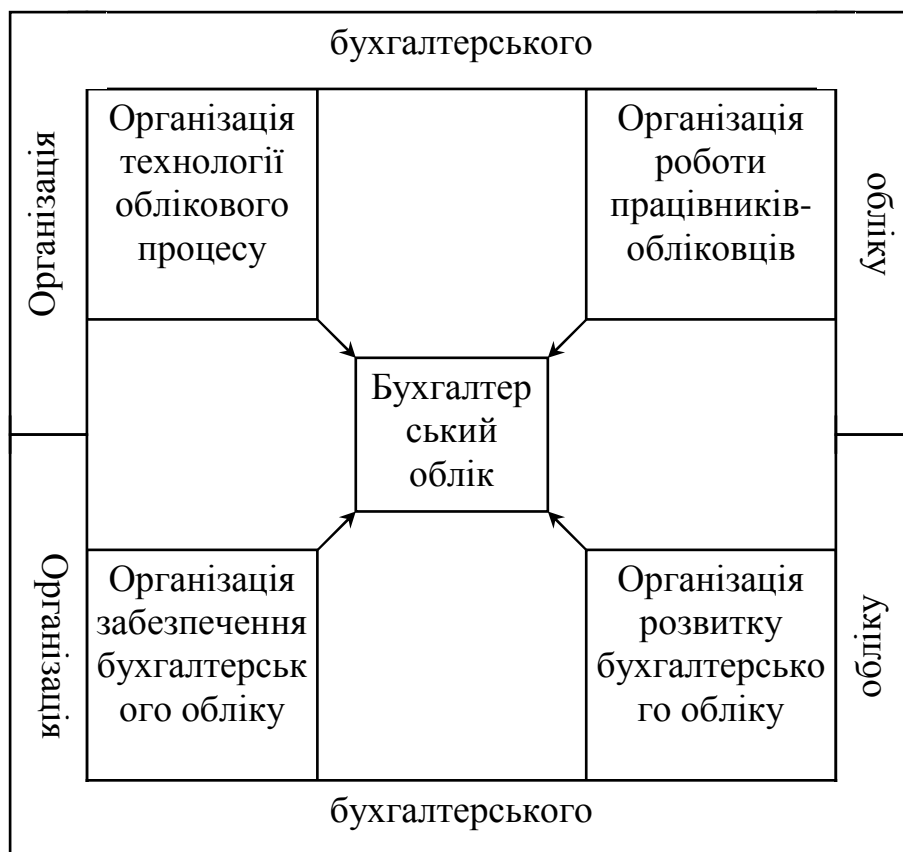 бухгалтерського
Організація
обліку
Організація
технології
облікового
процесу
Організація
роботи
працівників-
обліковців
Бухгалтер
ський
облік
Організація
забезпечення
бухгалтерськ
ого обліку
Організація
розвитку
бухгалтерсько
го обліку
Організація
обліку
бухгалтерського